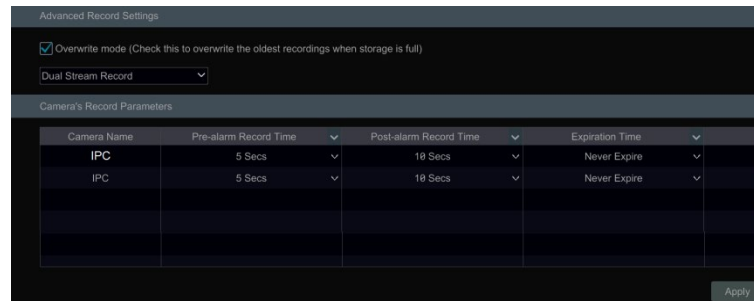 Advanced Record Settings
Overwrite mode (Check this to overwrite the oldest recordings when storage is full)
Dual Stream Record
Camera's Record Parameters
Camera Name Pre-alarm Record Time Post-alarm Record Time Expiration Time
IPC 5 Secs 10 Secs Never Expire
IPC 5 Secs 10 Secs Never Expire
Apply